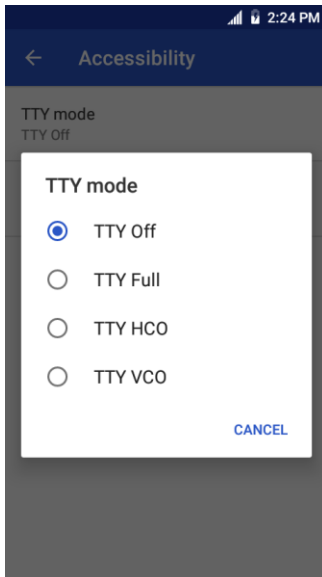 2:24 PM
Accessibility
TTY mode
TTY Off
TTY mode
TTY Off
TTY Full
TTY HCO
TTY VCO
CANCEL